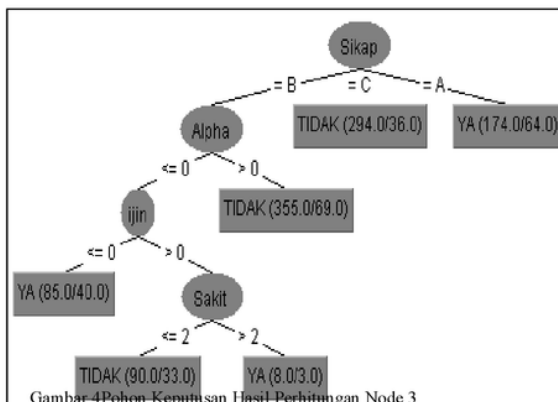 Sikap
= B = C = A
Alpha TIDAK (294.0/36.0) YA (174.0/64.0)
<= 0 > 0
ijin TIDAK (355.0/69.0)
<= 0 > 0
YA (85.0/40.0) Sakit
<= 2 > 2
TIDAK (90.0/33.0) YA (8.0/3.0)
Gambar 4Pohon Keputusan Hasil Perhitungan Node 3